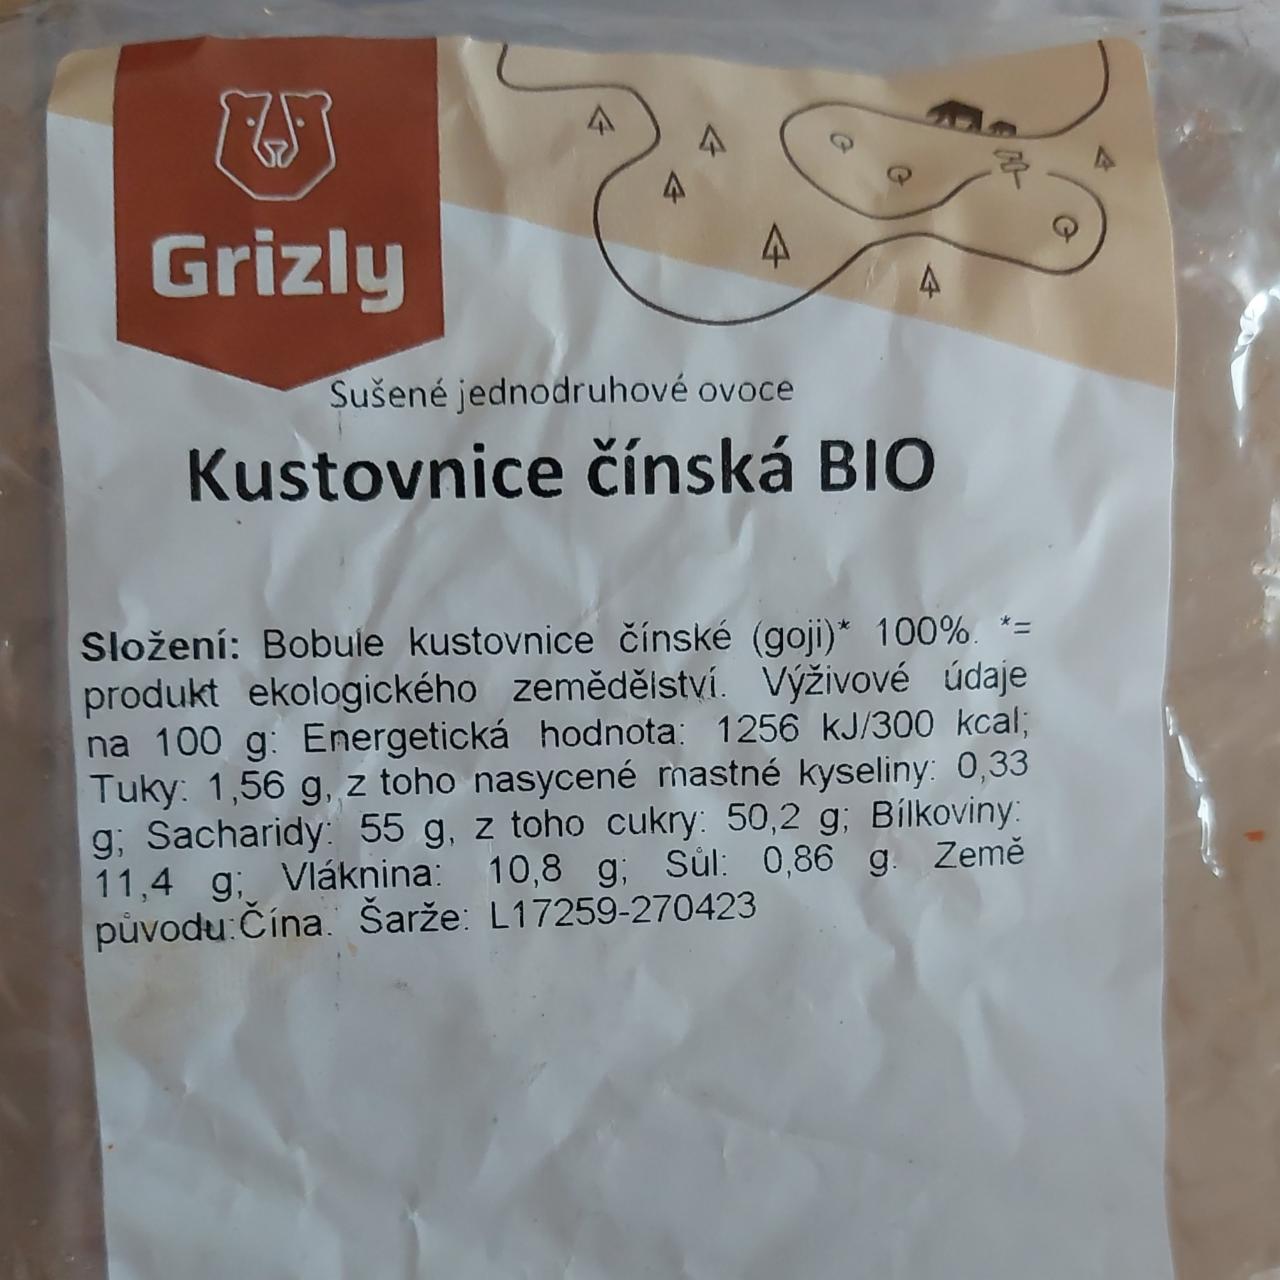 Grizly
Sušené jednodruhové ovoce
Kustovnice čínská BIO
Složení: Bobule kustovnice čínské (goji)* 100%. *=
produkt ekologického zemědělství. Výživové údaje
na 100 g: Energetická hodnota: 1256 kJ/300 kcal;
Tuky: 1,56 g, z toho nasycené mastné kyseliny: 0,33
g; Sacharidy: 55 g, z toho cukry: 50,2 g; Bílkoviny:
11,4 g; Vláknina: 10,8 g; Sůl: 0,86 g. Země
původu:Čína. Šarže: L17259-270423